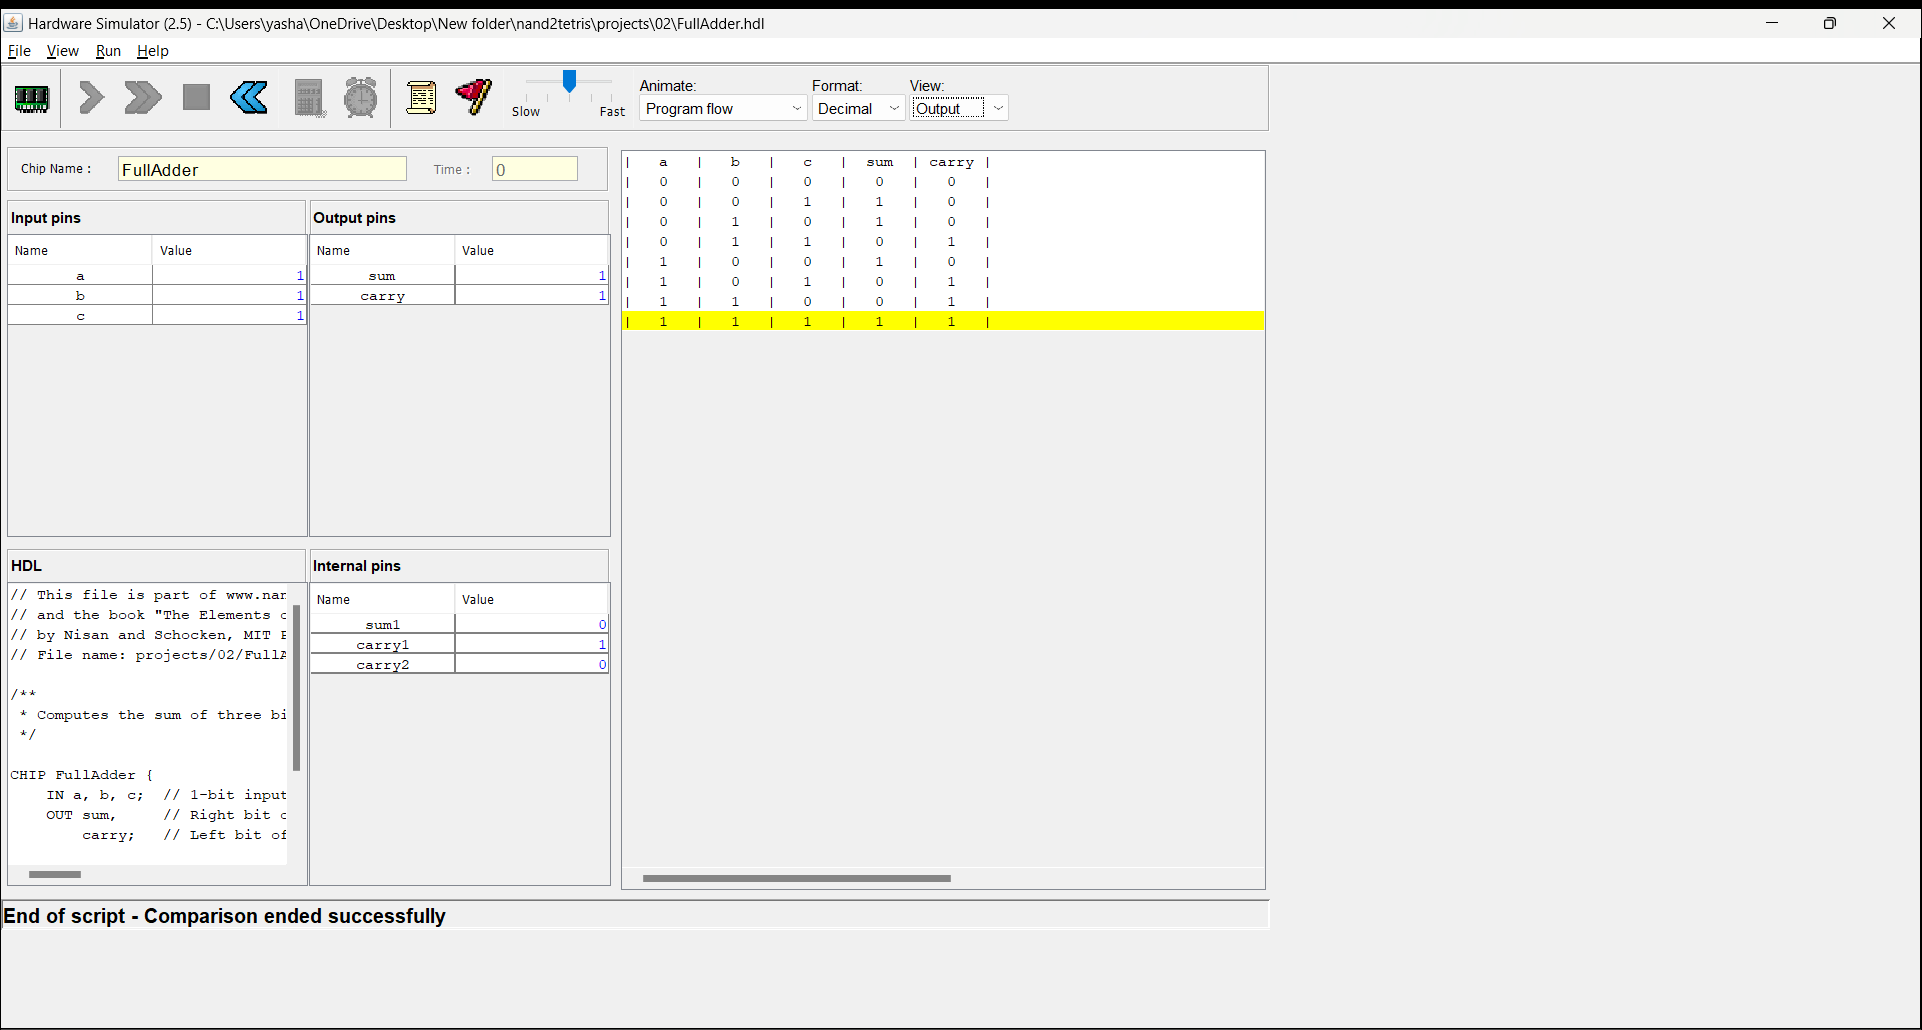 Hardware Simulator (2.5) - C:\Users\yasha\OneDrive\Desktop\New folder\nand2tetris\projects\02\FullAdder.hdl
File View Run Help
Slow Fast
Animate: Format: View:
Program flow Decimal Output
Chip Name : FullAdder Time : 0
Input pins
Name Value
a 1
b 1
c 1
Output pins
Name Value
sum 1
carry 1
HDL
// This file is part of www.nan
// and the book "The Elements o
// by Nisan and Schocken, MIT P
// File name: projects/02/FullA
/**
* Computes the sum of three bi
*/
CHIP FullAdder {
IN a, b, c; // 1-bit input
OUT sum, // Right bit o
carry; // Left bit of
Internal pins
Name Value
sum1 0
carry1 1
carry2 0
| a | b | c | sum | carry |
| 0 | 0 | 0 | 0 | 0 |
| 0 | 0 | 1 | 1 | 0 |
| 0 | 1 | 0 | 1 | 0 |
| 0 | 1 | 1 | 0 | 1 |
| 1 | 0 | 0 | 1 | 0 |
| 1 | 0 | 1 | 0 | 1 |
| 1 | 1 | 0 | 0 | 1 |
| 1 | 1 | 1 | 1 | 1 |
End of script - Comparison ended successfully